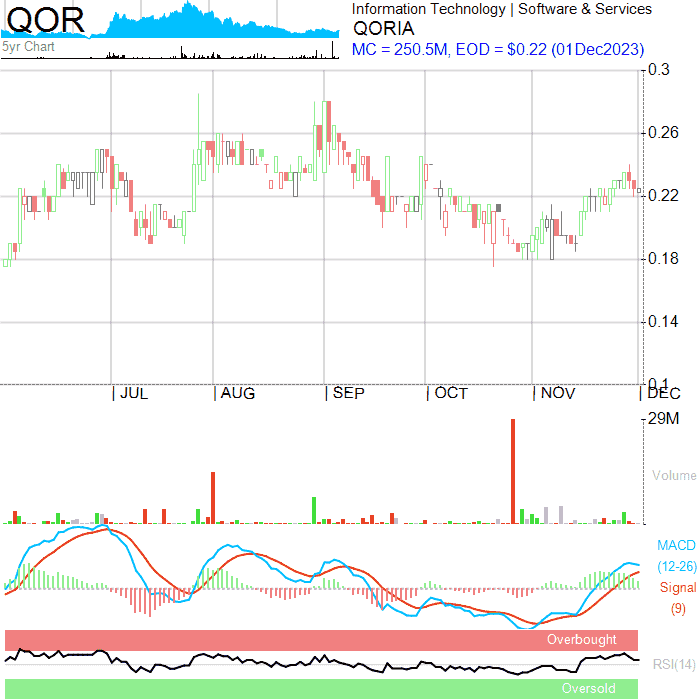 QOR
5yr Chart
Information Technology | Software & Services
QORIA
MC = 250.5M, EOD = $0.22 (01Dec2023)
0.3
0.26
0.22
0.18
0.14
0.1
| JUL | AUG | SEP | OCT | NOV | DEC
29M
Volume
MACD
(12-26)
Signal
(9)
Overbought
RSI(14)
Oversold